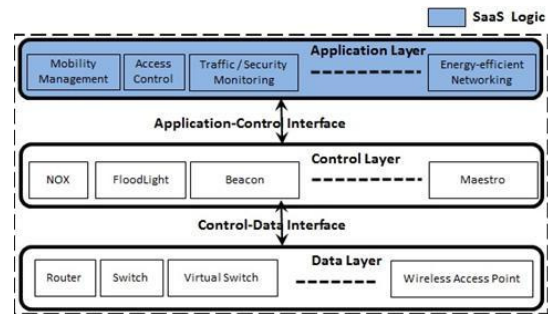 SaaS Logic
Application Layer
Mobility
Management
Access
Control
Traffic / Security
Monitoring
Energy-efficient
Networking
Application-Control Interface
Control Layer
NOX
FloodLight
Beacon
Maestro
Control-Data Interface
Data Layer
Router
Switch
Virtual Switch
Wireless Access Point